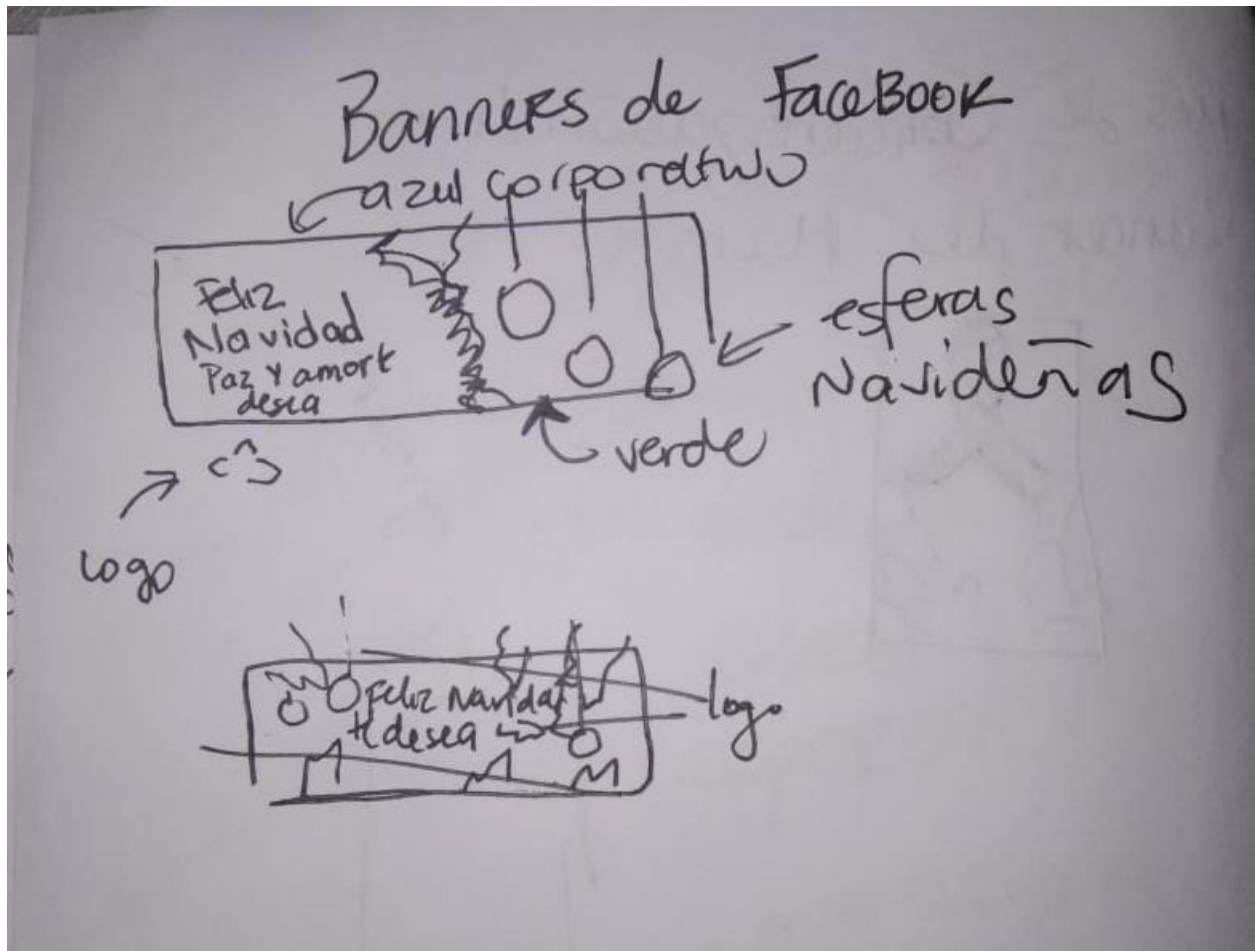 Banners de FaceBook
azul corporativo
Feliz
Navidad
Paz y amor te
desea
esferas
Navideñas
verde
logo
Feliz Navidad
te desea
logo